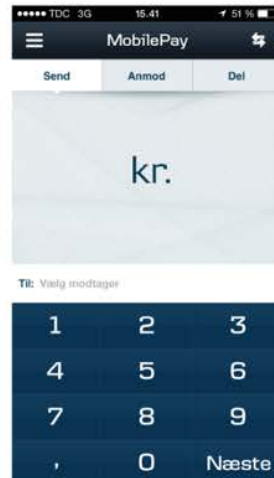 TDC 3G 15.41 51 %
MobilePay
Send Anmod Del
kr.
Til: Vælg modtager
1 2 3
4 5 6
7 8 9
, 0 Næste